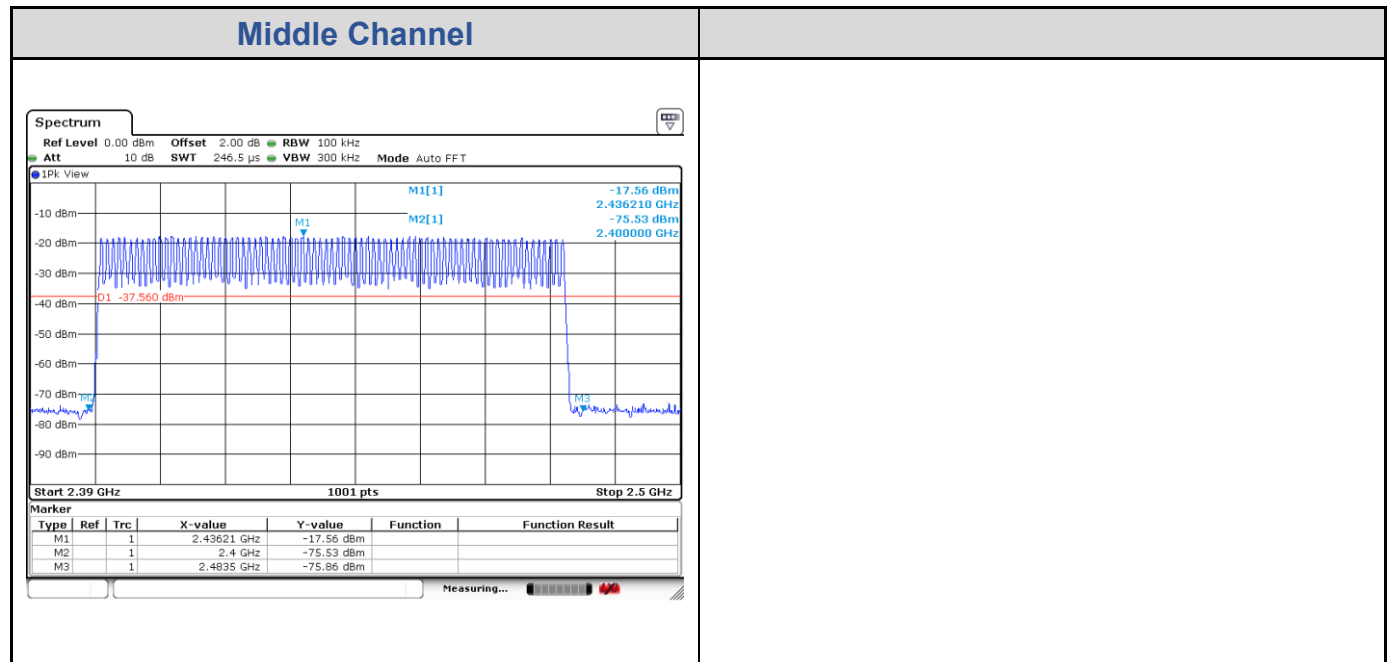 Middle Channel
Spectrum
Ref Level 0.00 dBm Offset 2.00 dB RBW 100 kHz
Att 10 dB SWT 246.5 µs VBW 300 kHz Mode Auto FFT
1Pk View
M1[1] -17.56 dBm
2.436210 GHz
M2[1] -75.53 dBm
2.400000 GHz
-10 dBm
M1
-20 dBm
-30 dBm
D1 -37.560 dBm
-40 dBm
-50 dBm
-60 dBm
-70 dBm
M2
M3
-80 dBm
-90 dBm
Start 2.39 GHz 1001 pts Stop 2.5 GHz
Marker
Type Ref Trc X-value Y-value Function Function Result
M1 1 2.43621 GHz -17.56 dBm
M2 1 2.4 GHz -75.53 dBm
M3 1 2.4835 GHz -75.86 dBm
Measuring...